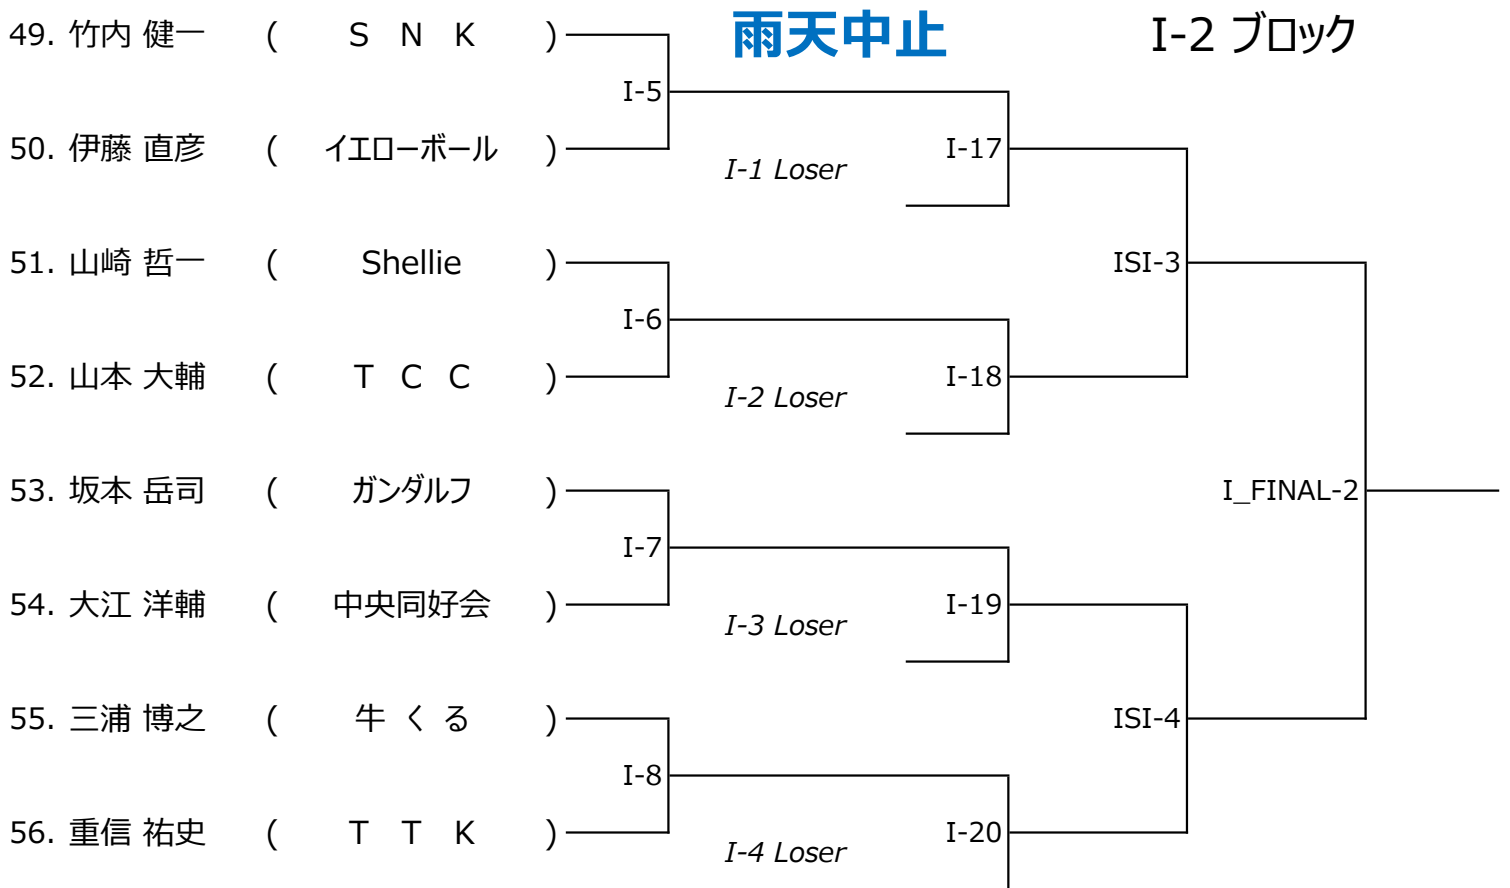 49. 竹内 健一 ( S N K ) 雨天中止 I-2 ブロック
I-5
50. 伊藤 直彦 ( イエローボール ) I-17
I-1 Loser
51. 山崎 哲一 ( Shellie ) ISI-3
I-6
52. 山本 大輔 ( T C C ) I-18
I-2 Loser
53. 坂本 岳司 ( ガンダルフ ) I_FINAL-2
I-7
54. 大江 洋輔 ( 中央同好会 ) I-19
I-3 Loser
55. 三浦 博之 ( 牛 く る ) ISI-4
I-8
56. 重信 祐史 ( T T K ) I-20
I-4 Loser